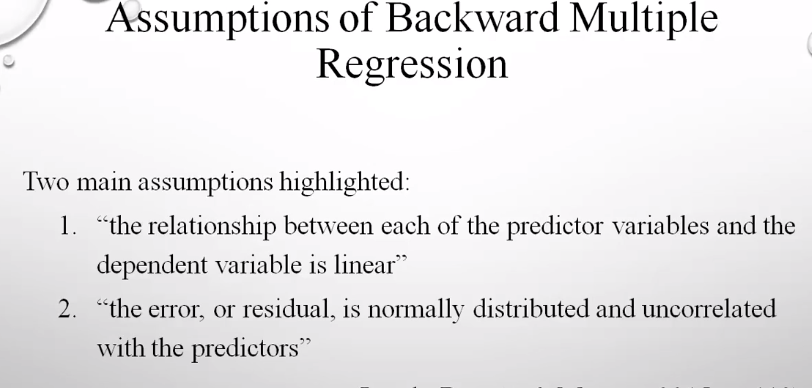 Assumptions of Backward Multiple
Regression
Two main assumptions highlighted:
1. “the relationship between each of the predictor variables and the
dependent variable is linear”
2. “the error, or residual, is normally distributed and uncorrelated
with the predictors”